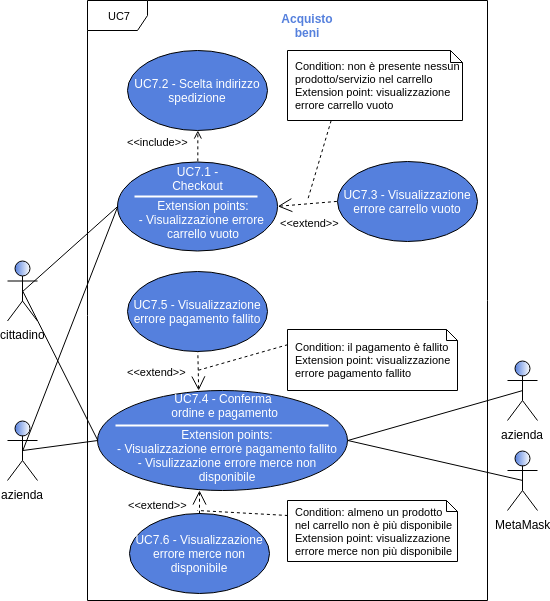 UC7
Acquisto
beni
UC7.2 - Scelta indirizzo
spedizione
Condition: non è presente nessun
prodotto/servizio nel carrello
Extension point: visualizzazione
errore carrello vuoto
<<include>>
UC7.1 -
Checkout
Extension points:
- Visualizzazione errore
carrello vuoto
UC7.3 - Visualizzazione
errore carrello vuoto
<<extend>>
cittadino
UC7.5 - Visualizzazione
errore pagamento fallito
Condition: il pagamento è fallito
Extension point: visualizzazione
errore pagamento fallito
<<extend>>
UC7.4 - Conferma
ordine e pagamento
Extension points:
- Visualizzazione errore pagamento fallito
- Visulizzazione errore merce non
disponibile
azienda
azienda
MetaMask
<<extend>>
Condition: almeno un prodotto
nel carrello non è più disponibile
Extension point: visualizzazione
errore merce non più disponibile
UC7.6 - Visualizzazione
errore merce non
disponibile